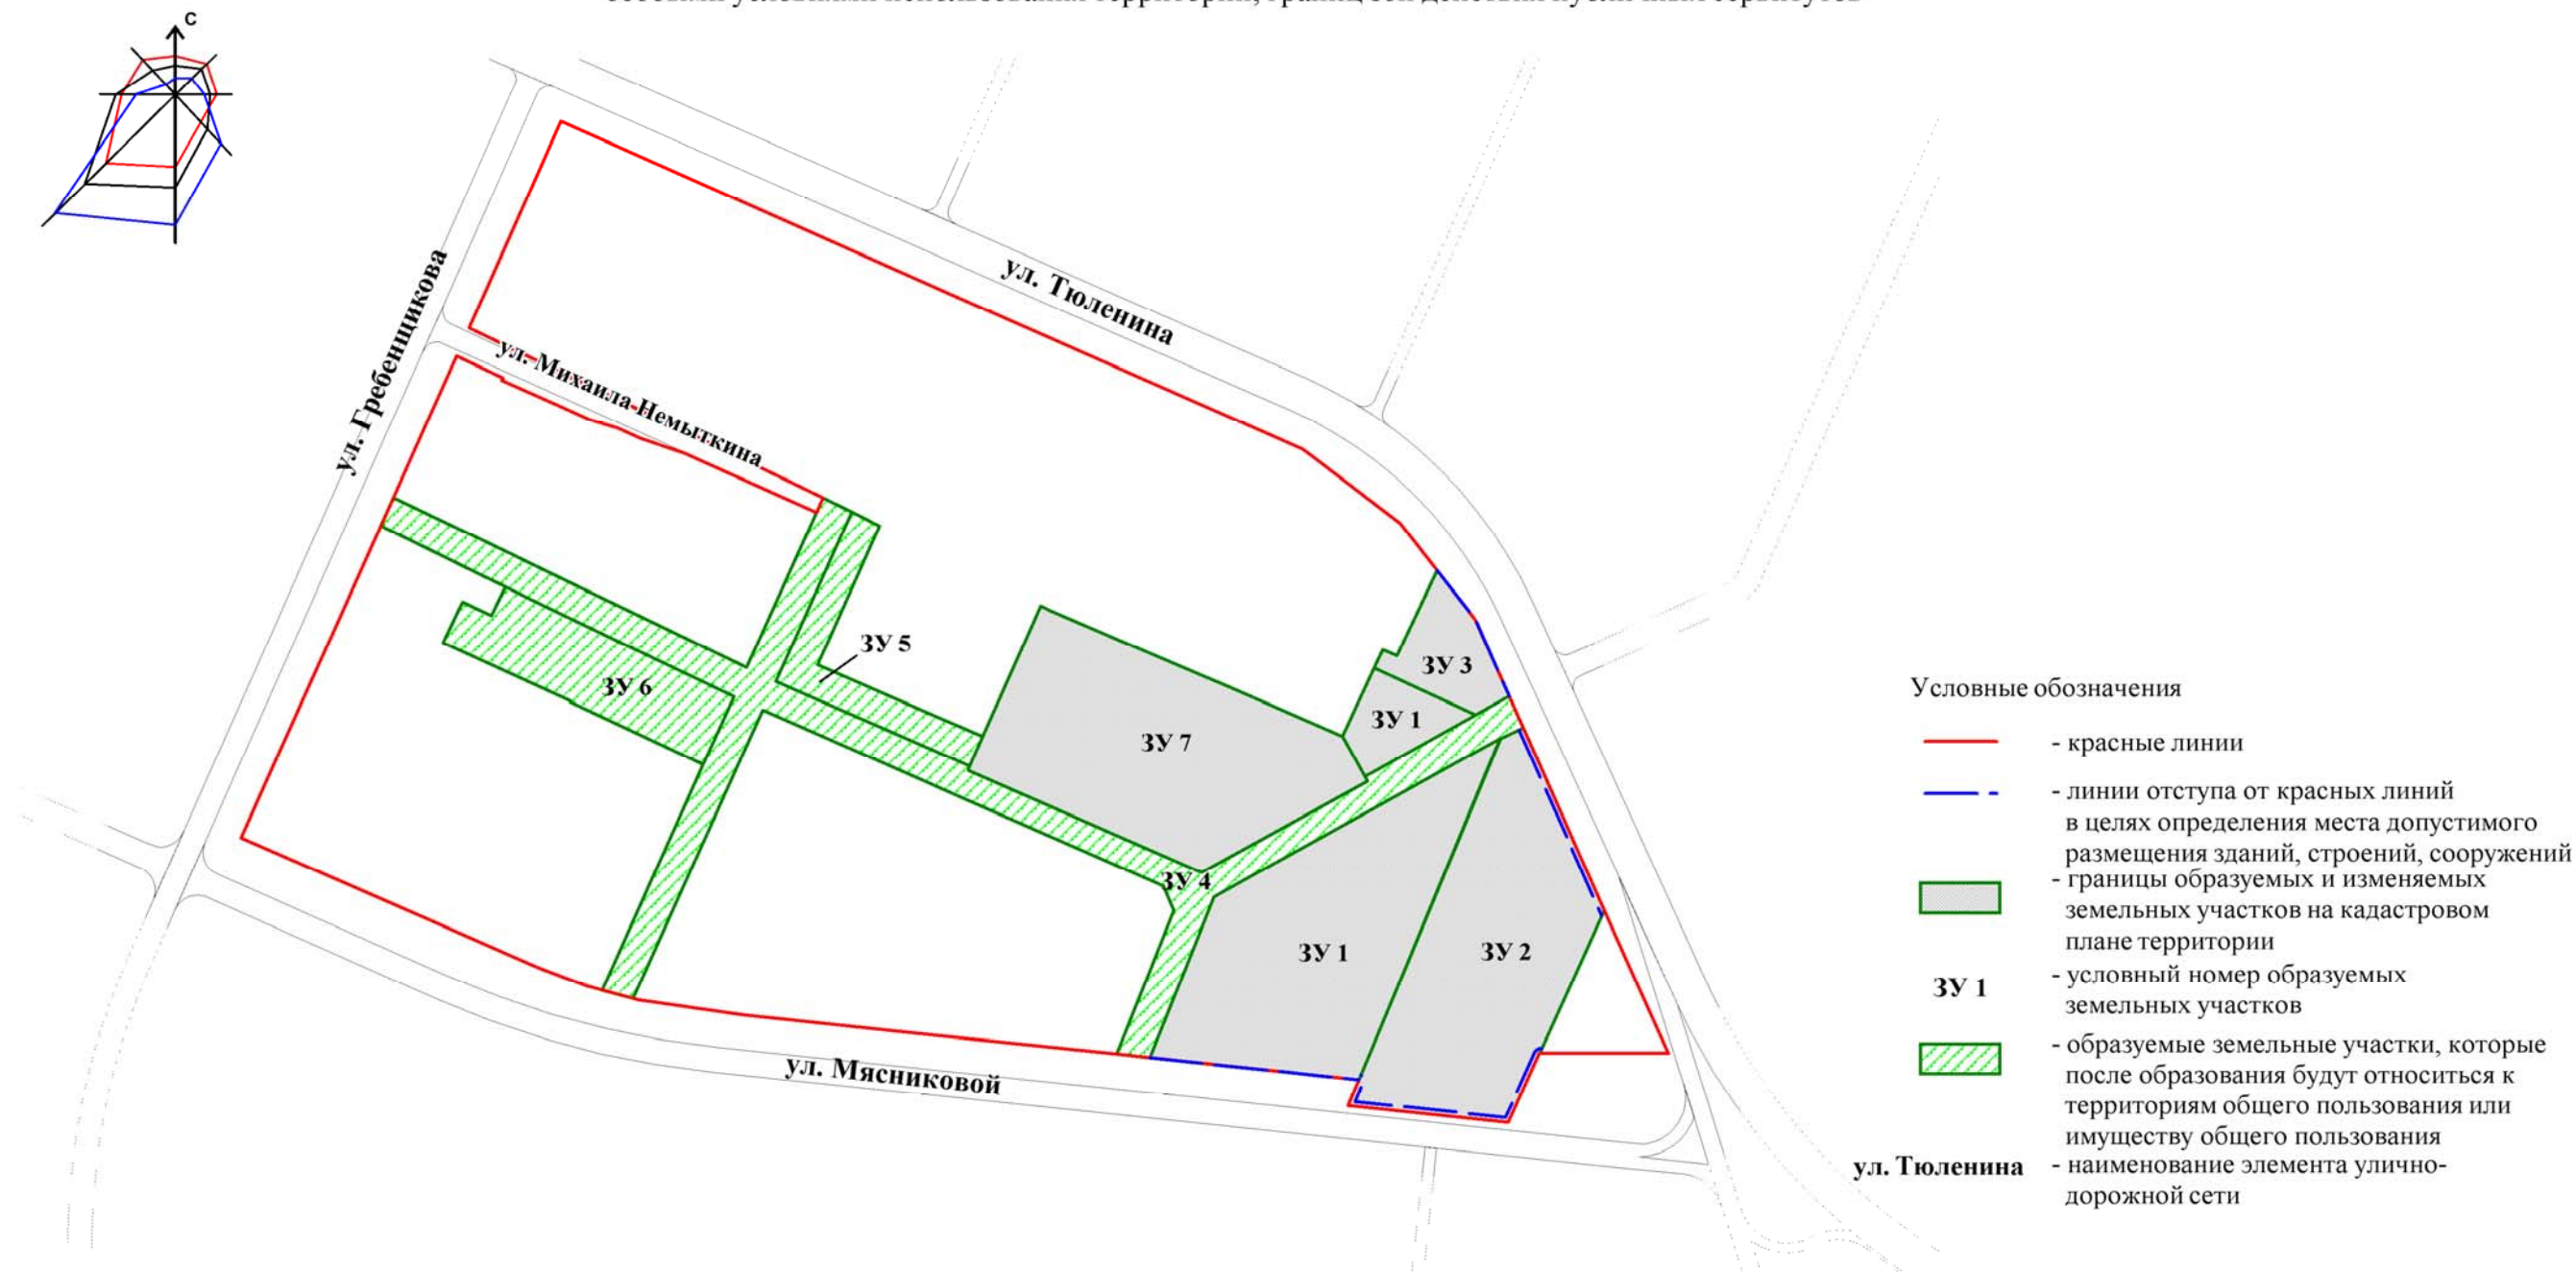 С
ул. Тюленина
ул. Гребенщикова
ул. Михаила Немыткина
ЗУ 5
ЗУ 3
ЗУ 6
ЗУ 1
ЗУ 7
ЗУ 4
ЗУ 1
ЗУ 2
ул. Мясниковой
Условные обозначения
- красные линии
- линии отступа от красных линий
в целях определения места допустимого
размещения зданий, строений, сооружений
- границы образуемых и изменяемых
земельных участков на кадастровом
плане территории
ЗУ 1 - условный номер образуемых
земельных участков
- образуемые земельные участки, которые
после образования будут относиться к
территориям общего пользования или
имуществу общего пользования
ул. Тюленина - наименование элемента улично-
дорожной сети